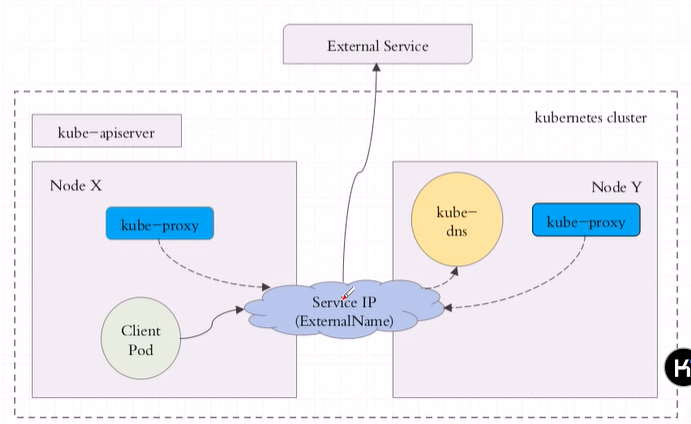 External Service
kubernetes cluster
kube-apiserver
Node X
Node Y
kube-proxy
kube-
dns
kube-proxy
Service IP
(ExternalName)
Client
Pod
K